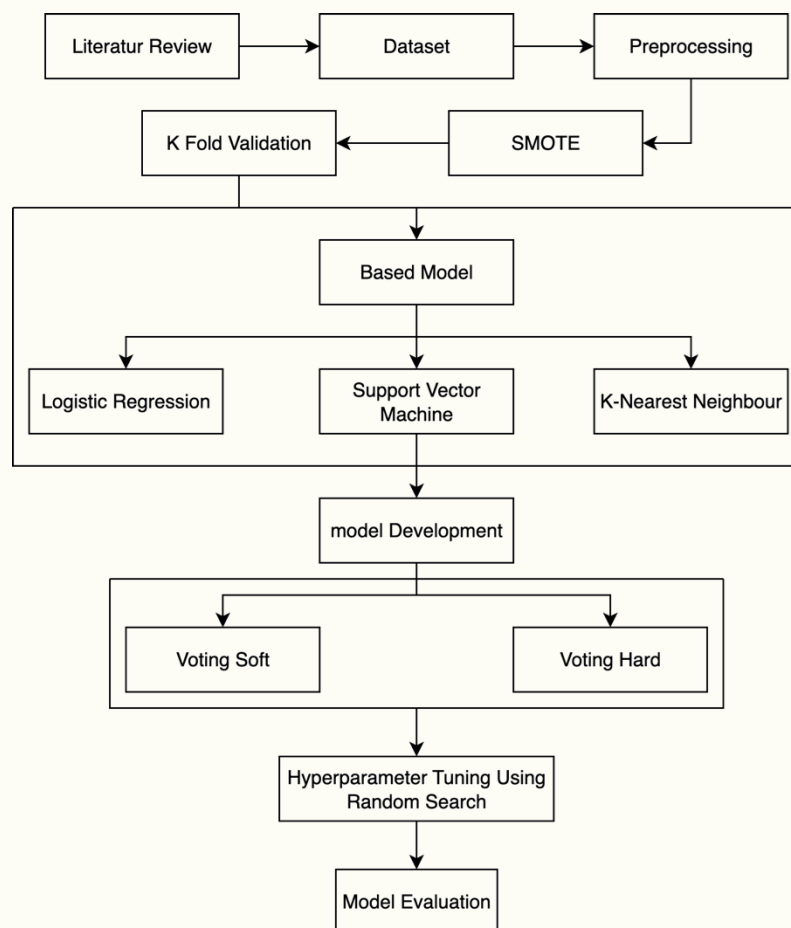 Literatur Review
Dataset
Preprocessing
K Fold Validation
SMOTE
Based Model
Logistic Regression
Support Vector
Machine
K-Nearest Neighbour
model Development
Voting Soft
Voting Hard
Hyperparameter Tuning Using
Random Search
Model Evaluation